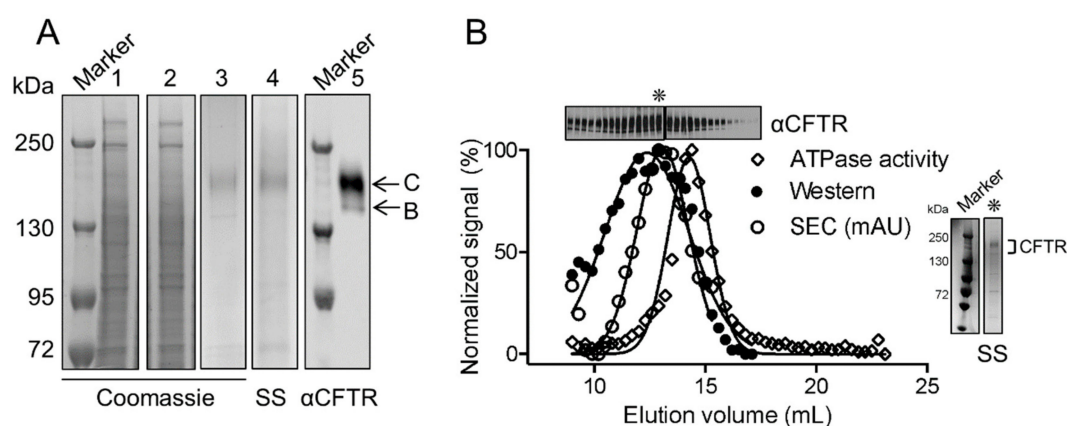 A
B
Marker 1 2 3 4 Marker 5
kDa
250
130
95
72
C
B
Coomassie SS αCFTR
*
αCFTR
Normalized signal (%)
100
50
0
10 15 20 25
Elution volume (mL)
ATPase activity
Western
SEC (mAU)
Marker *
kDa
250
130
72
CFTR
SS